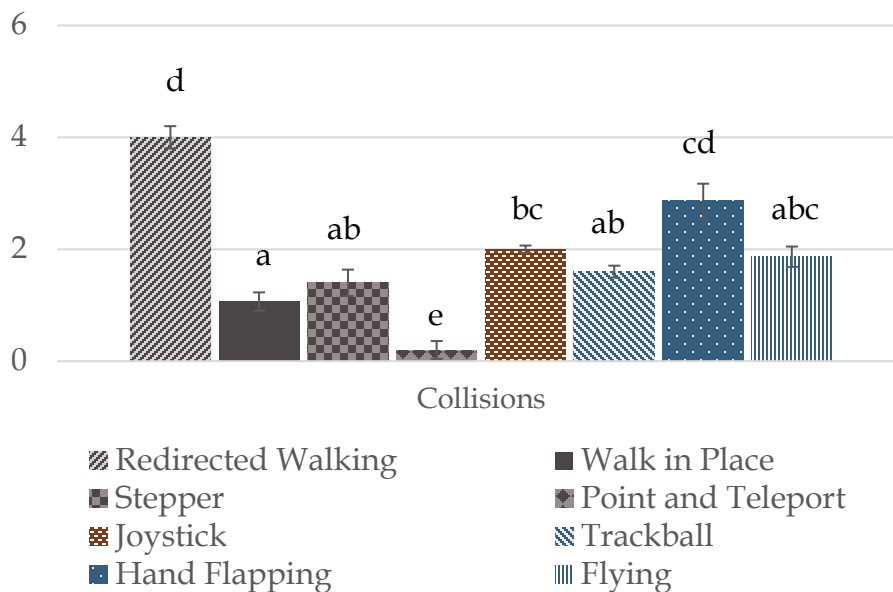 6
d
4
cd
bc
ab
abc
ab
2
a
e
0
Collisions
Redirected Walking
Walk in Place
Stepper
Point and Teleport
Joystick
Trackball
Hand Flapping
Flying